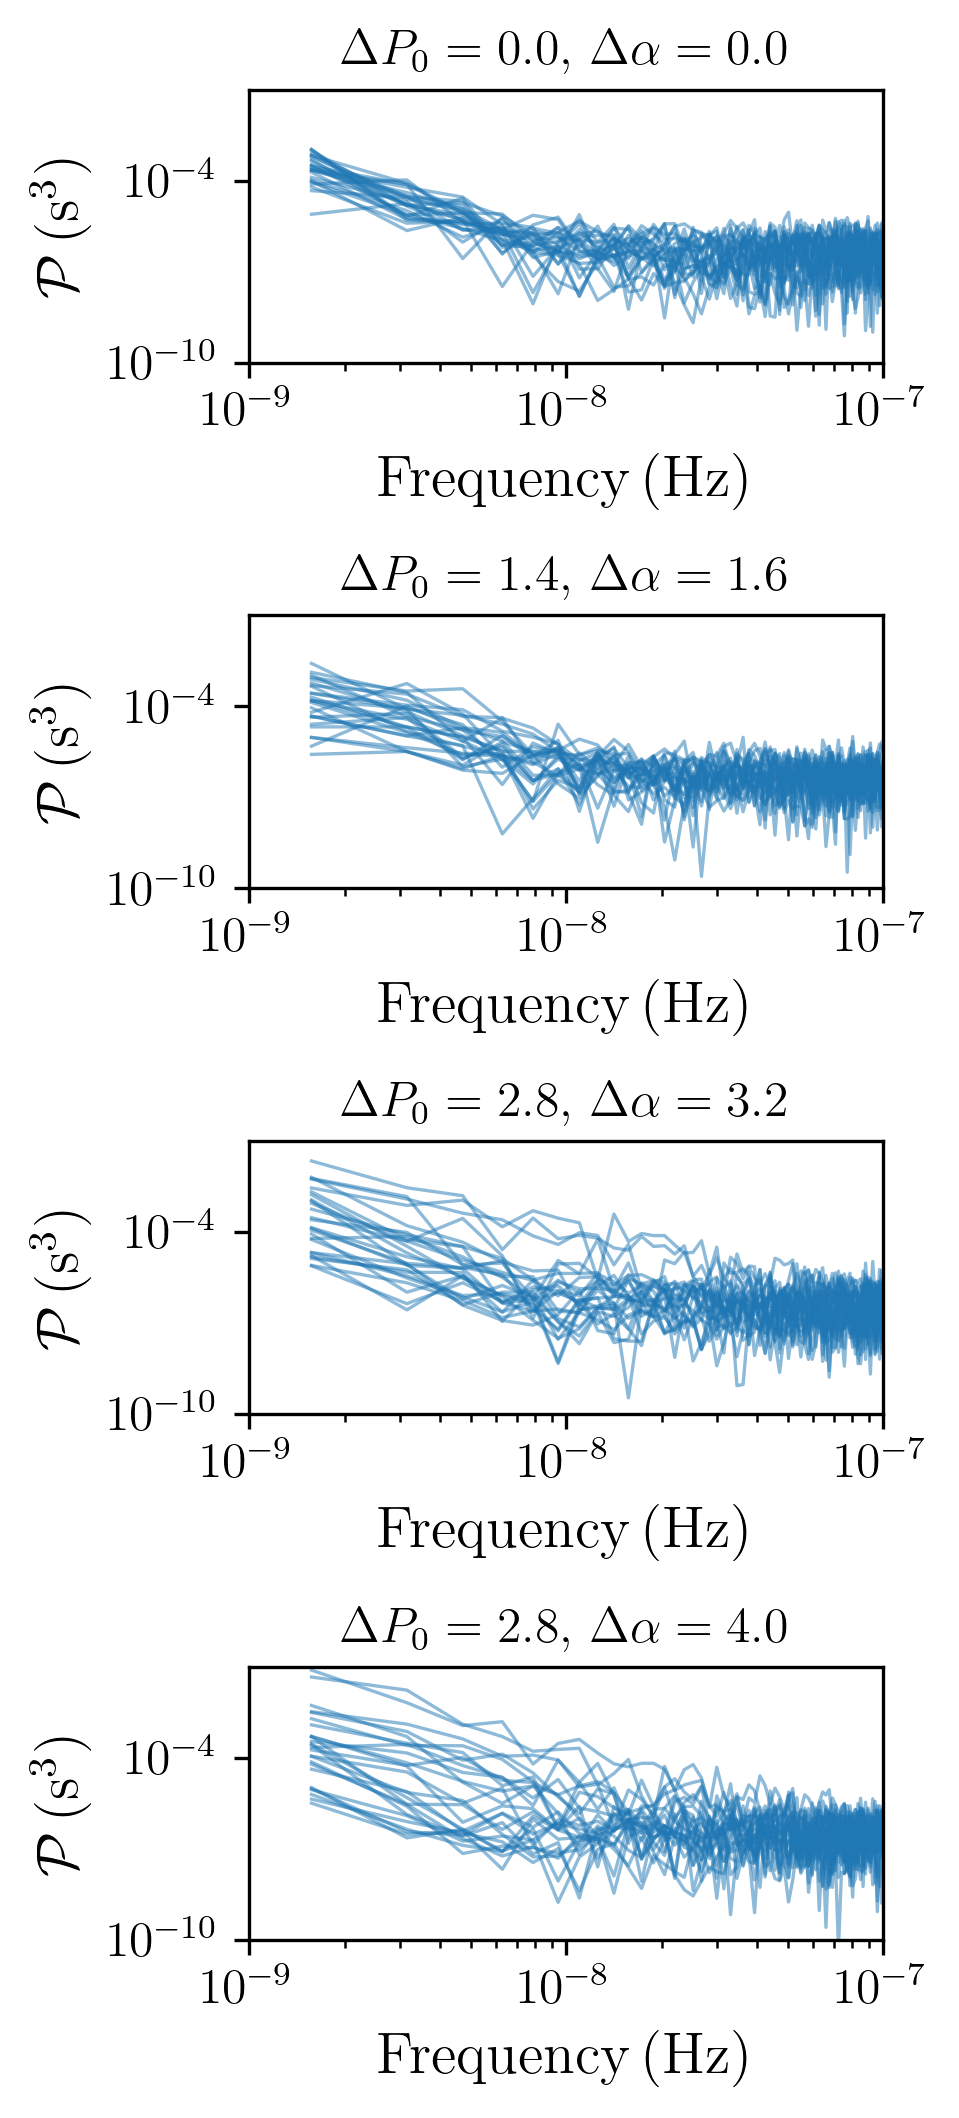 ΔP₀ = 0.0, Δα = 0.0
𝒫 (s³)
10⁻⁴
10⁻¹⁰
10⁻⁹ 10⁻⁸ 10⁻⁷
Frequency (Hz)
ΔP₀ = 1.4, Δα = 1.6
𝒫 (s³)
10⁻⁴
10⁻¹⁰
10⁻⁹ 10⁻⁸ 10⁻⁷
Frequency (Hz)
ΔP₀ = 2.8, Δα = 3.2
𝒫 (s³)
10⁻⁴
10⁻¹⁰
10⁻⁹ 10⁻⁸ 10⁻⁷
Frequency (Hz)
ΔP₀ = 2.8, Δα = 4.0
𝒫 (s³)
10⁻⁴
10⁻¹⁰
10⁻⁹ 10⁻⁸ 10⁻⁷
Frequency (Hz)